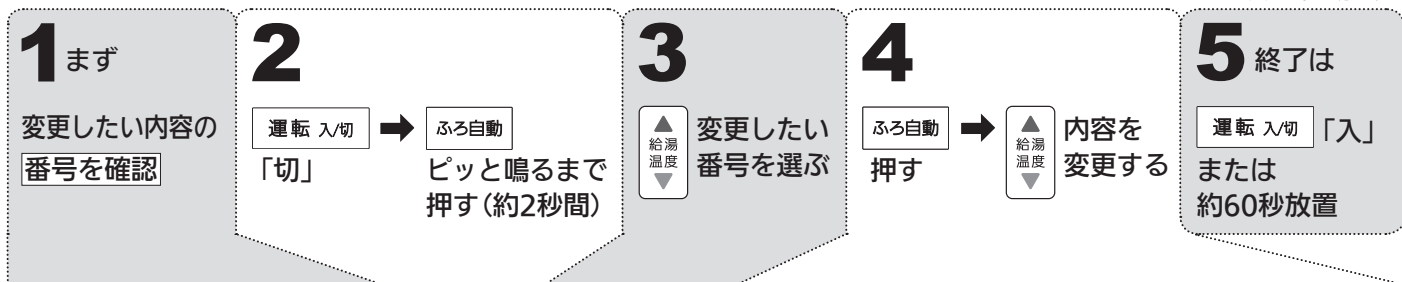 1 まず
変更したい内容の
番号を確認
2
運転 入/切 ➡ ふろ自動
「切」
ピッと鳴るまで
押す(約2秒間)
3
▲
給湯
温度
▼
変更したい
番号を選ぶ
4
ふろ自動 ➡
押す
▲
給湯
温度
▼
内容を
変更する
5 終了は
運転 入/切 「入」
または
約60秒放置